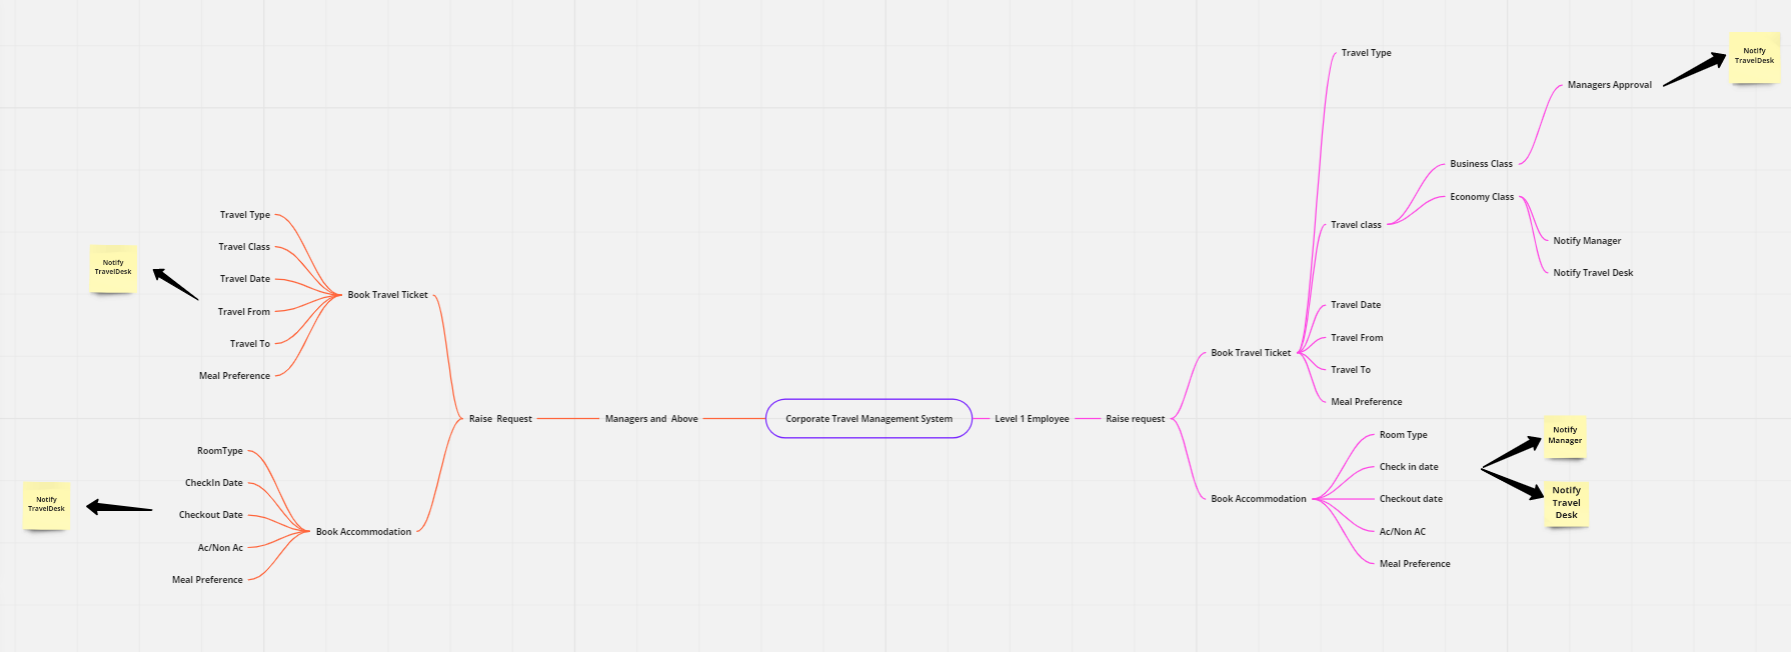 Travel Type
Notify
TravelDesk
Managers Approval
Business Class
Economy Class
Travel class
Notify Manager
Notify Travel Desk
Travel Date
Travel From
Travel To
Meal Preference
Book Travel Ticket
Travel Type
Travel Class
Travel Date
Travel From
Travel To
Meal Preference
Notify
TravelDesk
Book Travel Ticket
Raise  Request
Managers and  Above
Corporate Travel Management System
Level 1 Employee
Raise request
RoomType
CheckIn Date
Checkout Date
Ac/Non Ac
Meal Preference
Notify
TravelDesk
Book Accommodation
Book Accommodation
Room Type
Check in date
Checkout date
Ac/Non AC
Meal Preference
Notify
Manager
Notify
Travel
Desk